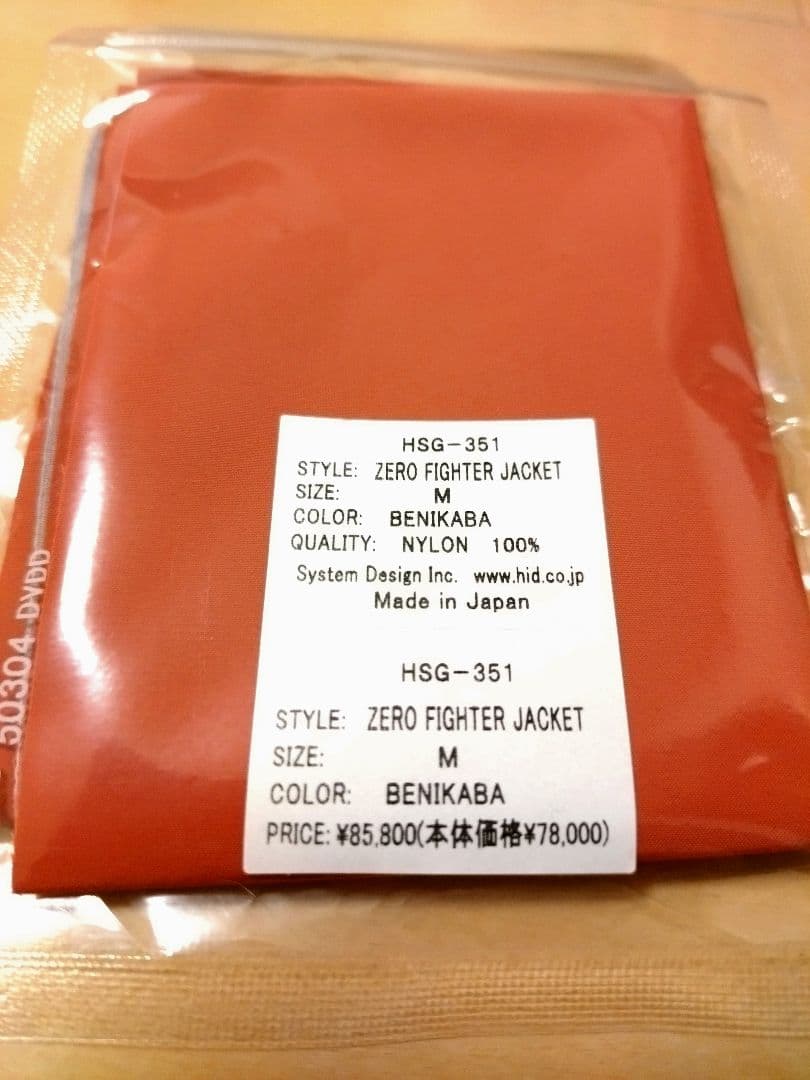 HSG-351
STYLE: ZERO FIGHTER JACKET
SIZE: M
COLOR: BENIKABA
QUALITY: NYLON 100%
System Design Inc. www.hid.co.jp
Made in Japan
HSG-351
STYLE: ZERO FIGHTER JACKET
SIZE: M
COLOR: BENIKABA
PRICE: ¥85,800(本体価格¥78,000)
50304 DVDD